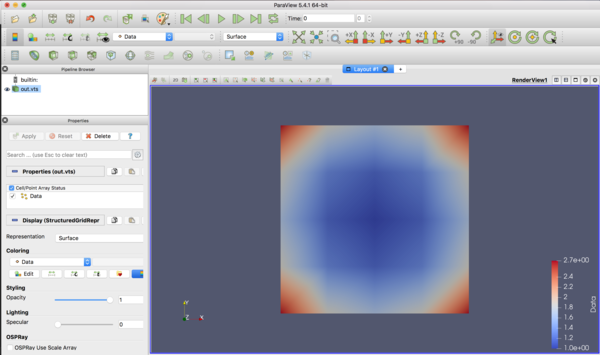 ParaView 5.4.1 64-bit
Time: 0
0
Data
Surface
+X
-X
+Y
-Y
+Z
-Z
+90
-90
Pipeline Browser
builtin:
out.vts
Layout #1
+
RenderView1
Properties
Apply
Reset
Delete
?
Search ... (use Esc to clear text)
Properties (out.vts)
Cell/Point Array Status
Data
Display (StructuredGridRepr
Representation
Surface
Coloring
Data
Edit
Styling
Opacity
1
Lighting
Specular
0
OSPRay
OSPRay Use Scale Array
Y
Z
X
2.7e+00
2.4
2.2
2
1.8
1.6
1.4
1.2
1.0e+00
Data